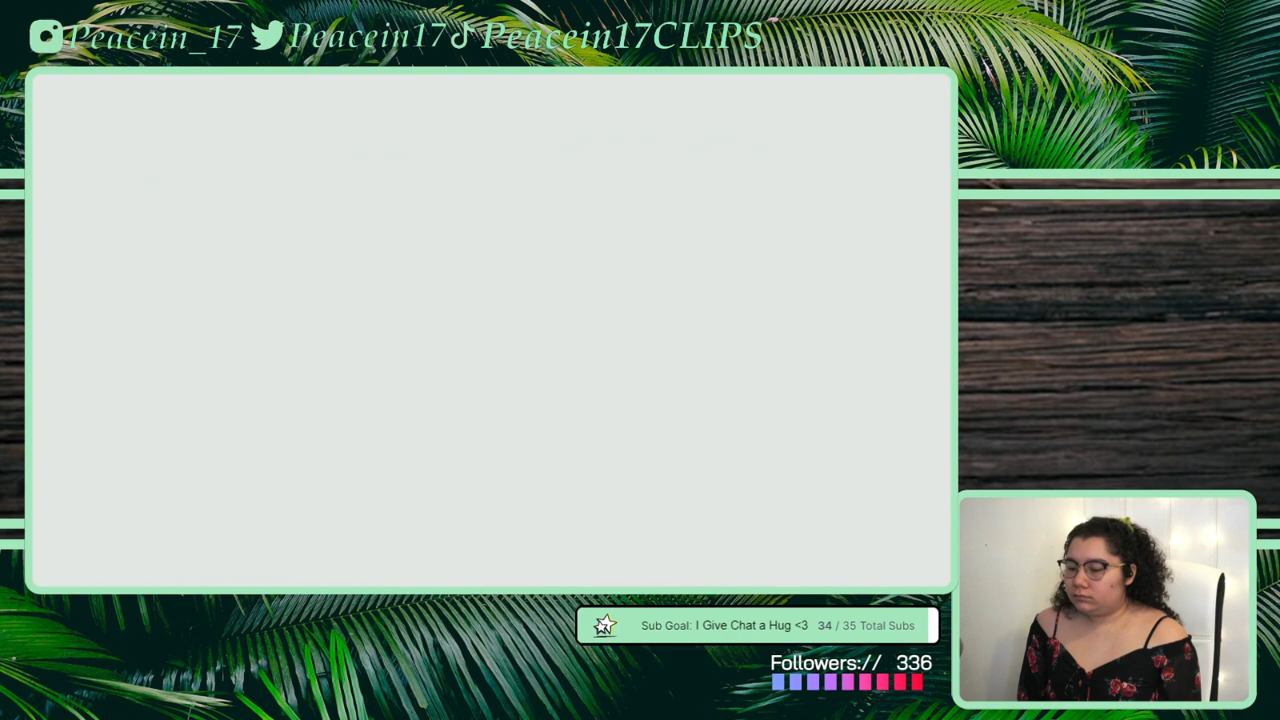 Peacein_17 Peacein17 Peacein17CLIPS
Sub Goal: I Give Chat a Hug <3 34 / 35 Total Subs
Followers:// 336